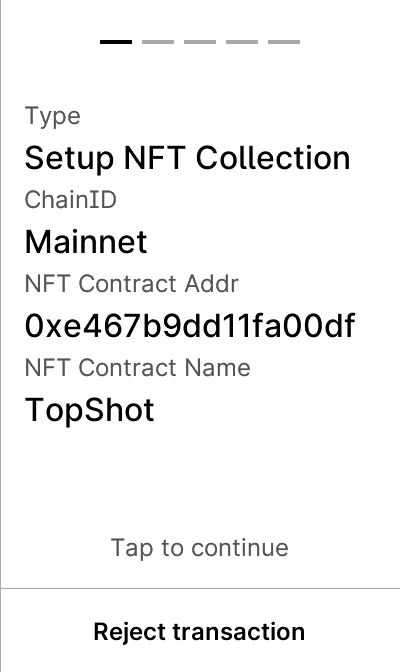 Type
Setup NFT Collection
ChainID
Mainnet
NFT Contract Addr
0xe467b9dd11fa00df
NFT Contract Name
TopShot
Tap to continue
Reject transaction